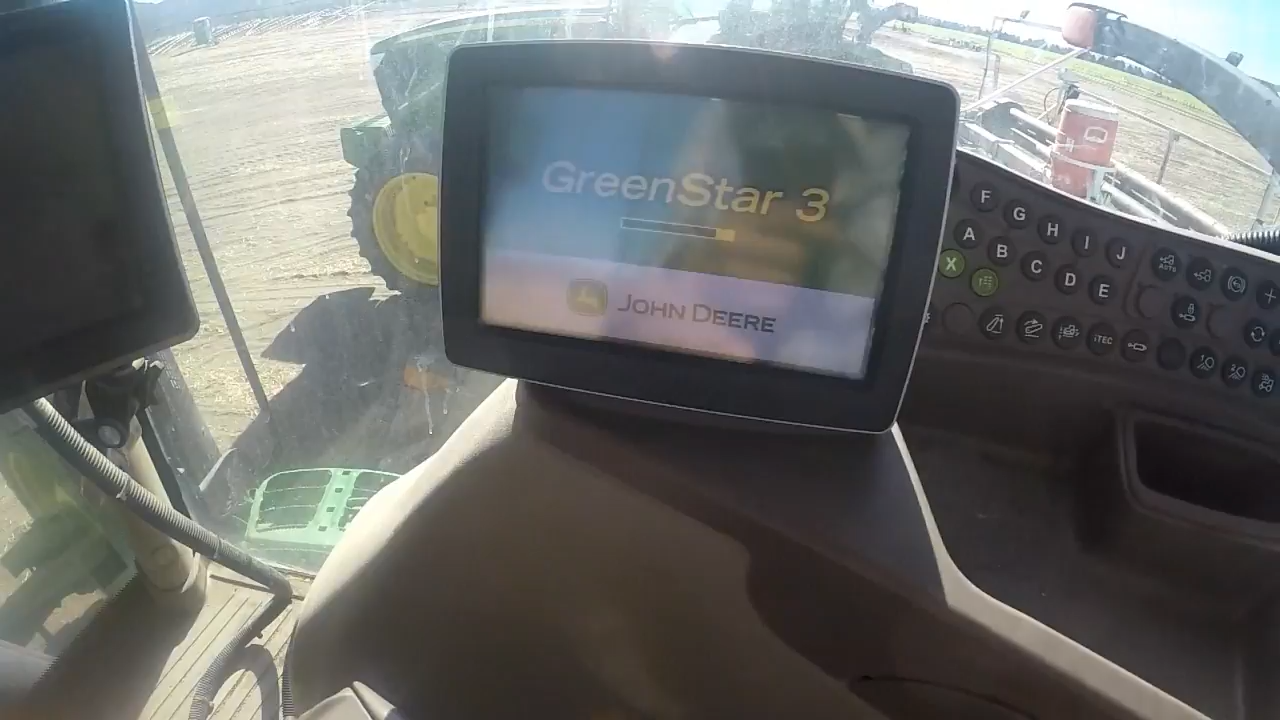 GreenStar 3
JOHN DEERE
F G H I J
A B C D E
X
AUTO
iTEC